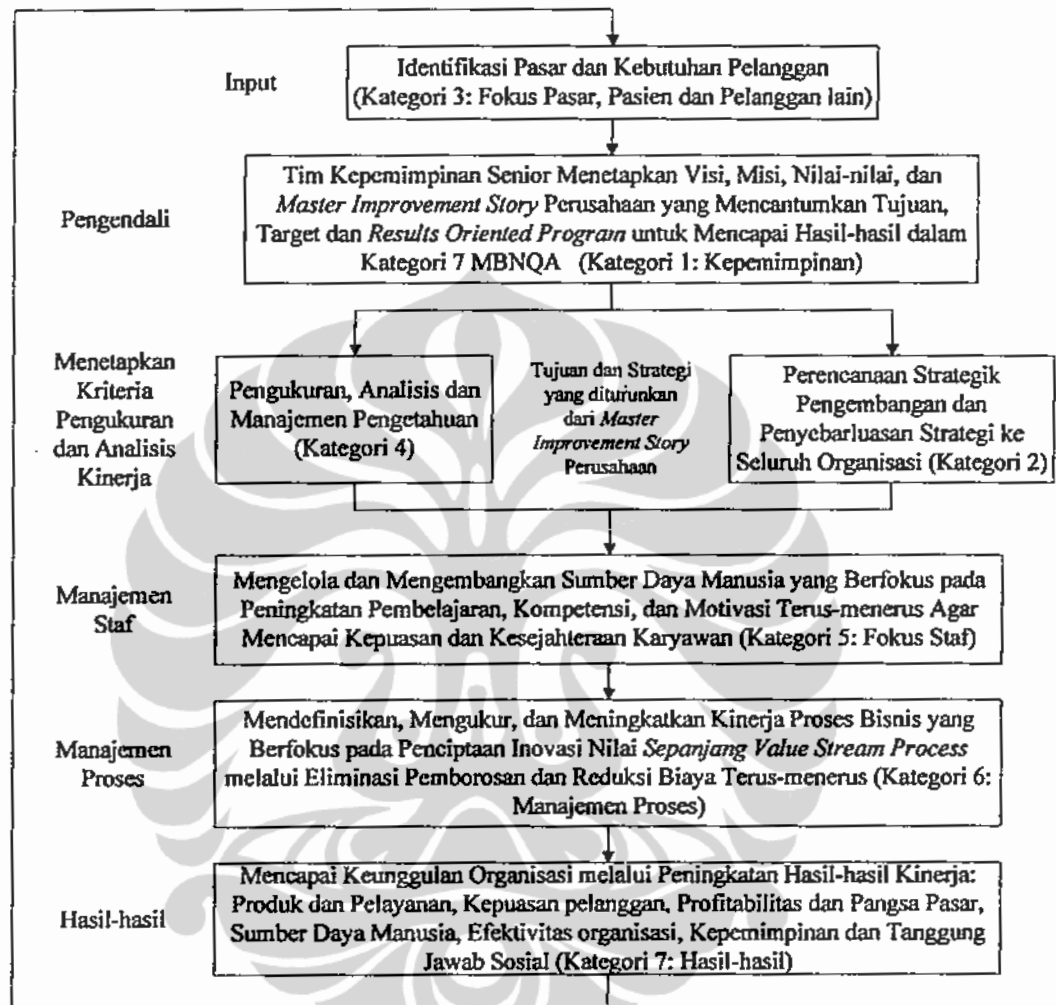 Input
Identifikasi Pasar dan Kebutuhan Pelanggan
(Kategori 3: Fokus Pasar, Pasien dan Pelanggan lain)
Pengendali
Tim Kepemimpinan Senior Menetapkan Visi, Misi, Nilai-nilai, dan
Master Improvement Story Perusahaan yang Mencantumkan Tujuan,
Target dan Results Oriented Program untuk Mencapai Hasil-hasil dalam
Kategori 7 MBNQA (Kategori 1: Kepemimpinan)
Menetapkan
Kriteria
Pengukuran
dan Analisis
Kinerja
Pengukuran, Analisis dan
Manajemen Pengetahuan
(Kategori 4)
Tujuan dan Strategi
yang diturunkan
dari Master
Improvement Story
Perusahaan
Perencanaan Strategik
Pengembangan dan
Penyebarluasan Strategi ke
Seluruh Organisasi (Kategori 2)
Manajemen
Staf
Mengelola dan Mengembangkan Sumber Daya Manusia yang Berfokus pada
Peningkatan Pembelajaran, Kompetensi, dan Motivasi Terus-menerus Agar
Mencapai Kepuasan dan Kesejahteraan Karyawan (Kategori 5: Fokus Staf)
Manajemen
Proses
Mendefinisikan, Mengukur, dan Meningkatkan Kinerja Proses Bisnis yang
Berfokus pada Penciptaan Inovasi Nilai Sepanjang Value Stream Process
melalui Eliminasi Pemborosan dan Reduksi Biaya Terus-menerus (Kategori 6:
Manajemen Proses)
Hasil-hasil
Mencapai Keunggulan Organisasi melalui Peningkatan Hasil-hasil Kinerja:
Produk dan Pelayanan, Kepuasan pelanggan, Profitabilitas dan Pangsa Pasar,
Sumber Daya Manusia, Efektivitas organisasi, Kepemimpinan dan Tanggung
Jawab Sosial (Kategori 7: Hasil-hasil)